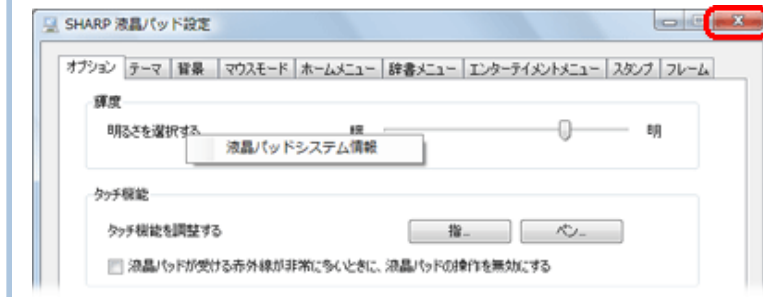 SHARP 液晶パッド設定
オプション テーマ 背景 マウスモード ホームメニュー 辞書メニュー エンターテイメントメニュー スタンプ フレーム
輝度
明るさを選択する 明
液晶パッドシステム情報
タッチ機能
タッチ機能を調整する 指... ペン...
液晶パッドが受ける赤外線が非常に多いときに、液晶パッドの操作を無効にする